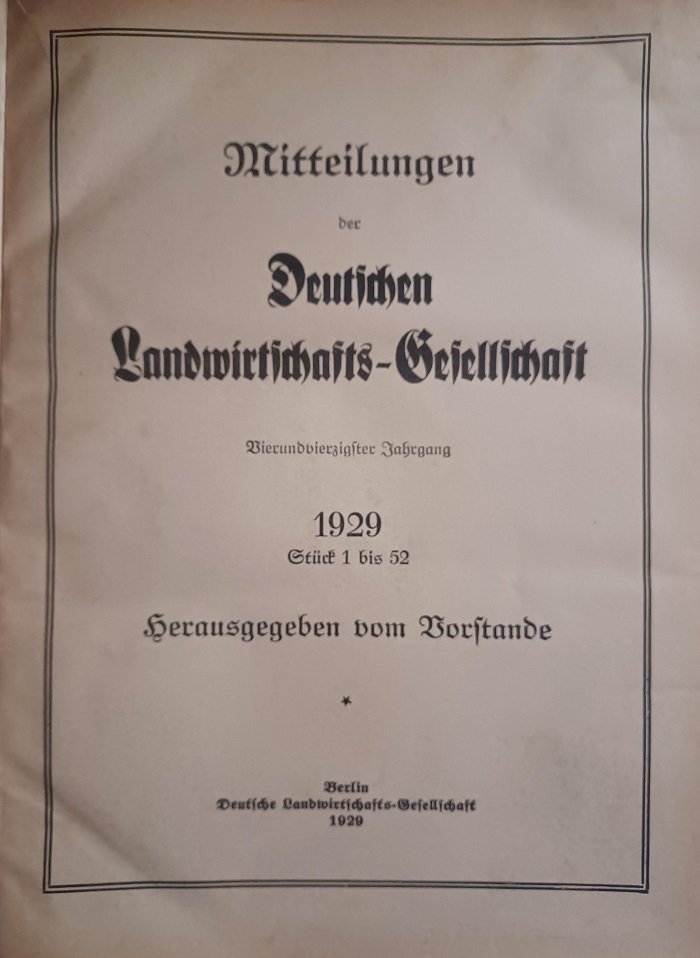 Mitteilungen
der
Deutſchen
Landwirtſchafts-Geſellſchaft
Vierundvierzigſter Jahrgang
1929
Stück 1 bis 52
Herausgegeben vom Vorſtande
Berlin
Deutſche Landwirtſchafts-Geſellſchaft
1929